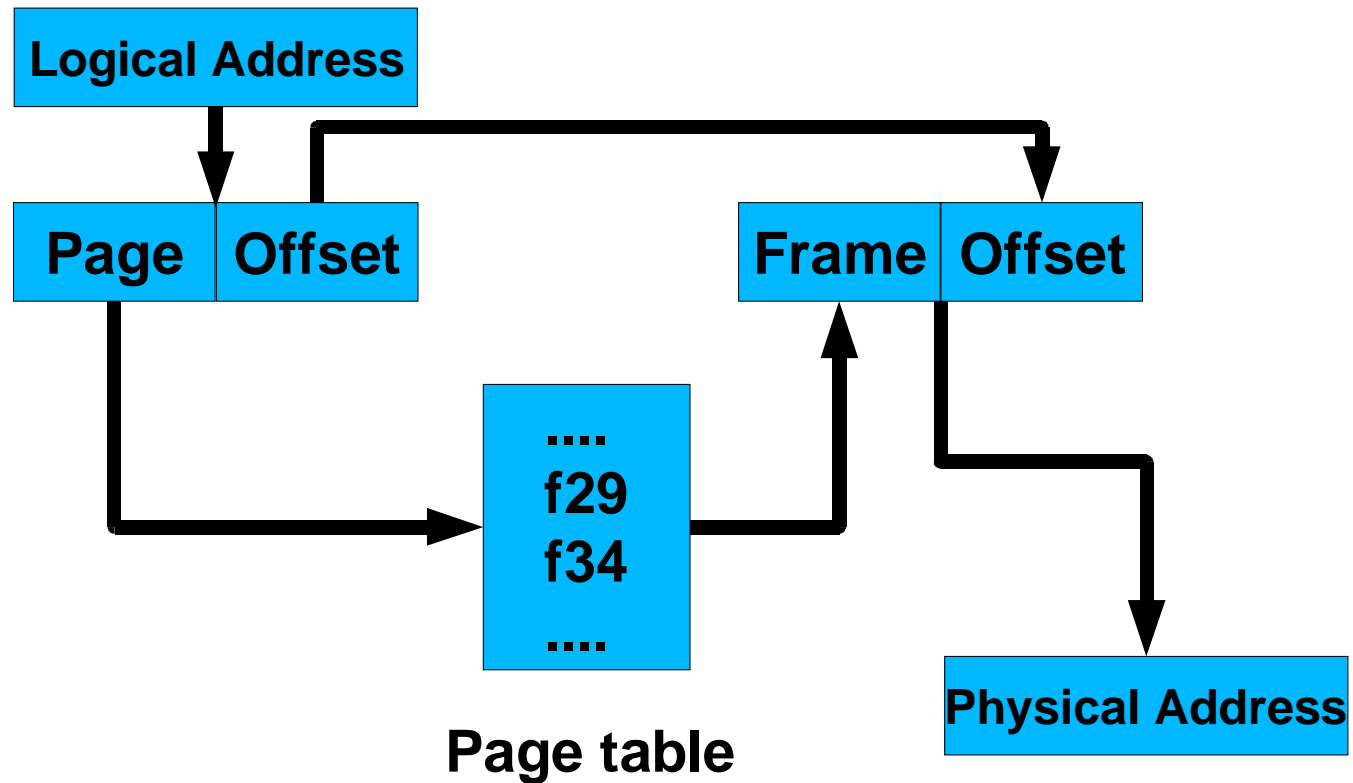 Logical Address
Page Offset
Frame Offset
....
f29
f34
....
Page table
Physical Address